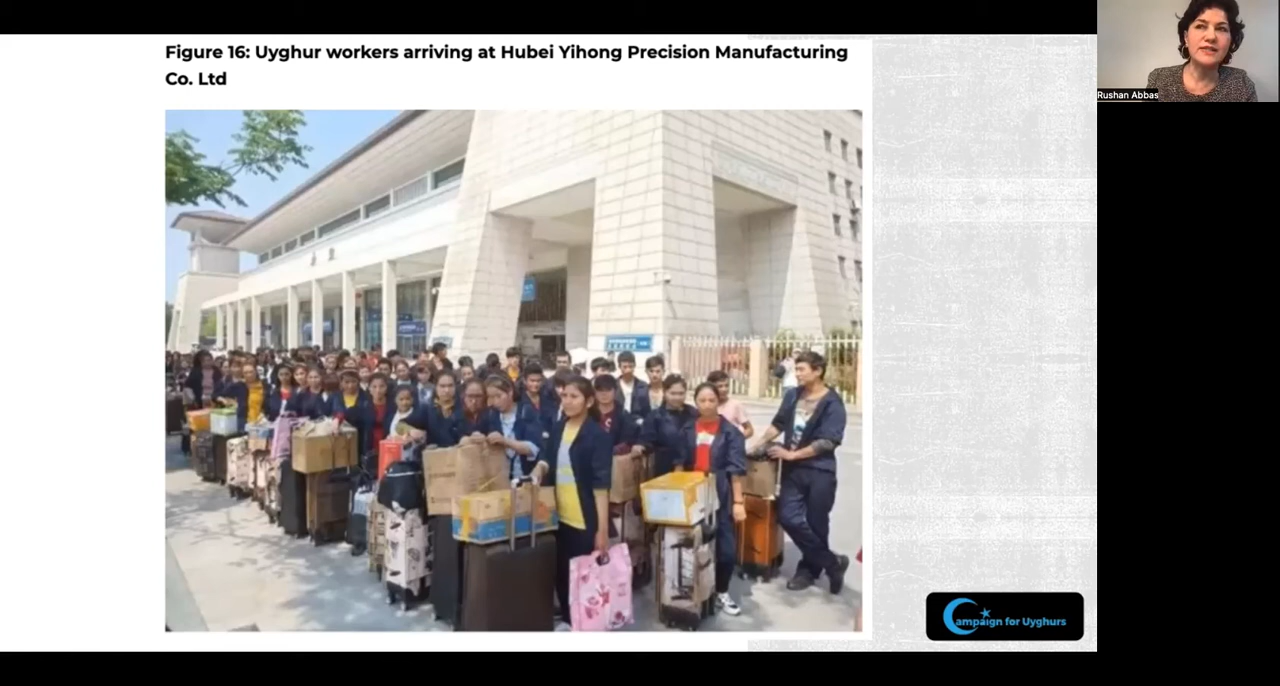 Figure 16: Uyghur workers arriving at Hubei Yihong Precision Manufacturing
Co. Ltd
Rushan Abbas
Campaign for Uyghurs